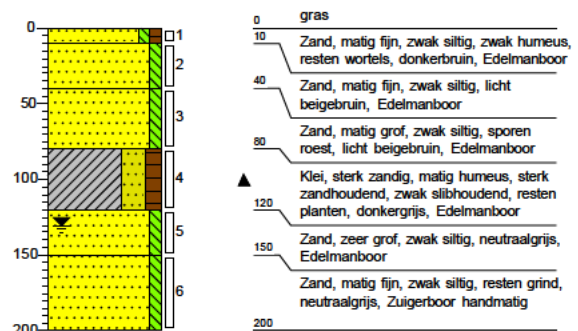 0
50
100
150
200
1
2
3
4
5
6
0
gras
10
Zand, matig fijn, zwak siltig, zwak humeus,
resten wortels, donkerbruin, Edelmanboor
40
Zand, matig fijn, zwak siltig, licht
beigebruin, Edelmanboor
80
Zand, matig grof, zwak siltig, sporen
roest, licht beigebruin, Edelmanboor
Klei, sterk zandig, matig humeus, sterk
zandhoudend, zwak slibhoudend, resten
planten, donkergrijs, Edelmanboor
120
Zand, zeer grof, zwak siltig, neutraalgrijs,
Edelmanboor
150
Zand, matig fijn, zwak siltig, resten grind,
neutraalgrijs, Zuigerboor handmatig
200